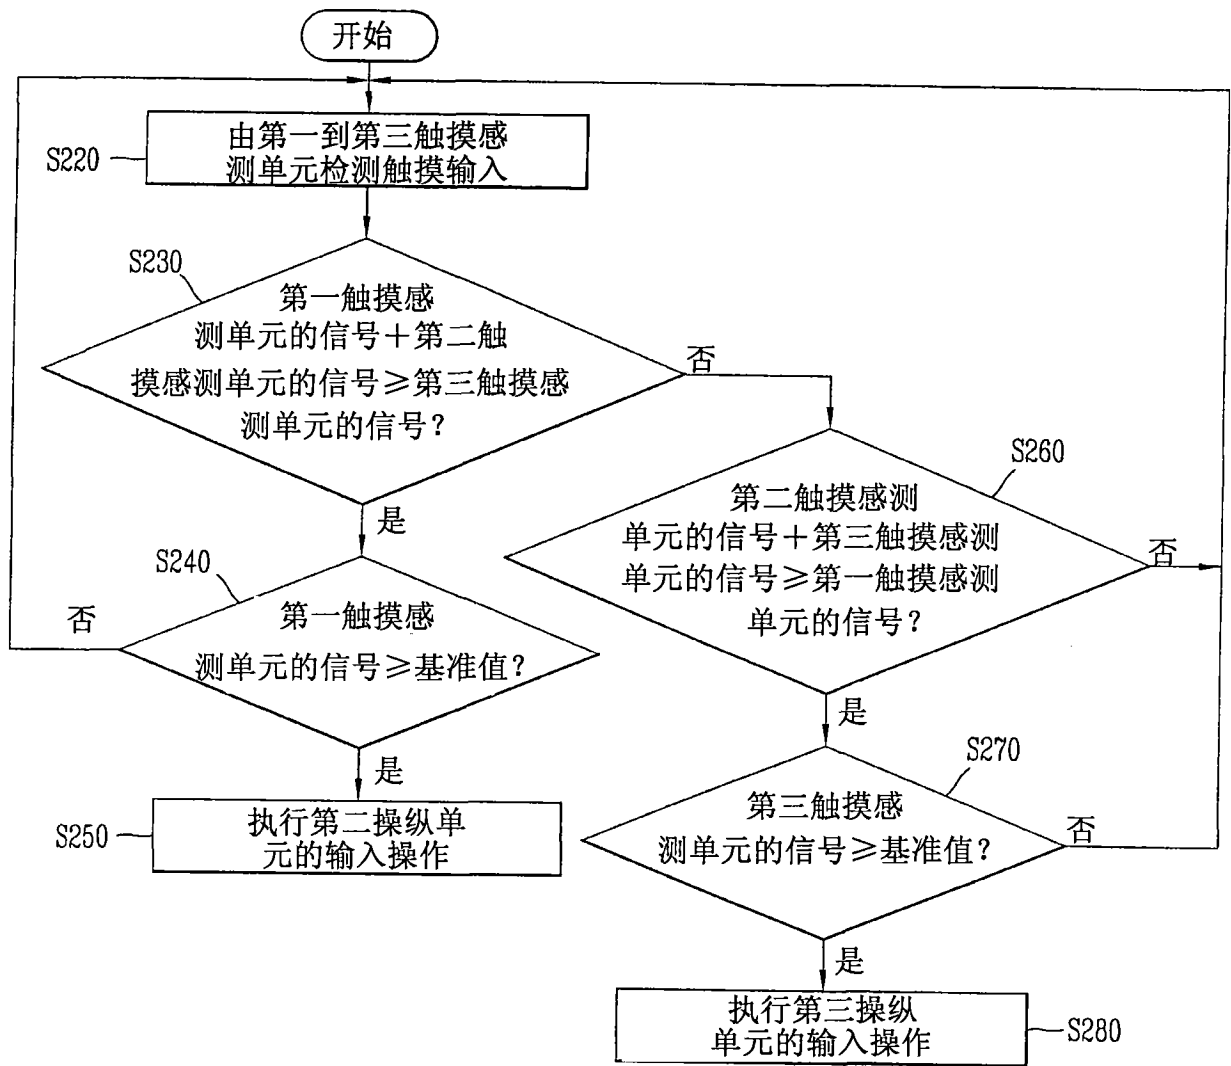 开始
S220
由第一到第三触摸感
测单元检测触摸输入
S230
第一触摸感
测单元的信号＋第二触
摸感测单元的信号≥第三触摸感
测单元的信号？
否
是
S260
第二触摸感测
单元的信号＋第三触摸感测
单元的信号≥第一触摸感测
单元的信号？
否
是
S240
否
第一触摸感
测单元的信号≥基准值？
是
S250
执行第二操纵单
元的输入操作
S270
第三触摸感
测单元的信号≥基准值？
否
是
执行第三操纵
单元的输入操作
S280